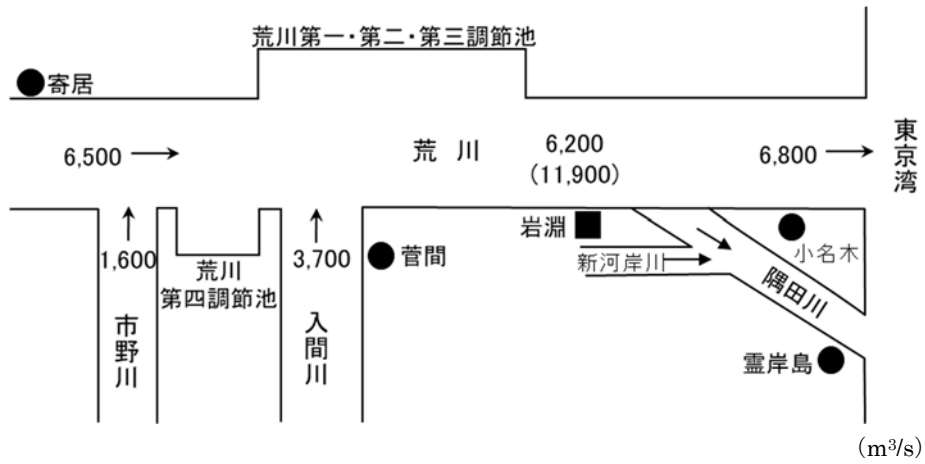 荒川第一・第二・第三調節池
寄居
6,500
荒川
6,200
(11,900)
6,800
東京湾
1,600
荒川
第四調節池
3,700
菅間
岩淵
新河岸川
小名木
隅田川
市野川
入間川
霊岸島
(m³/s)